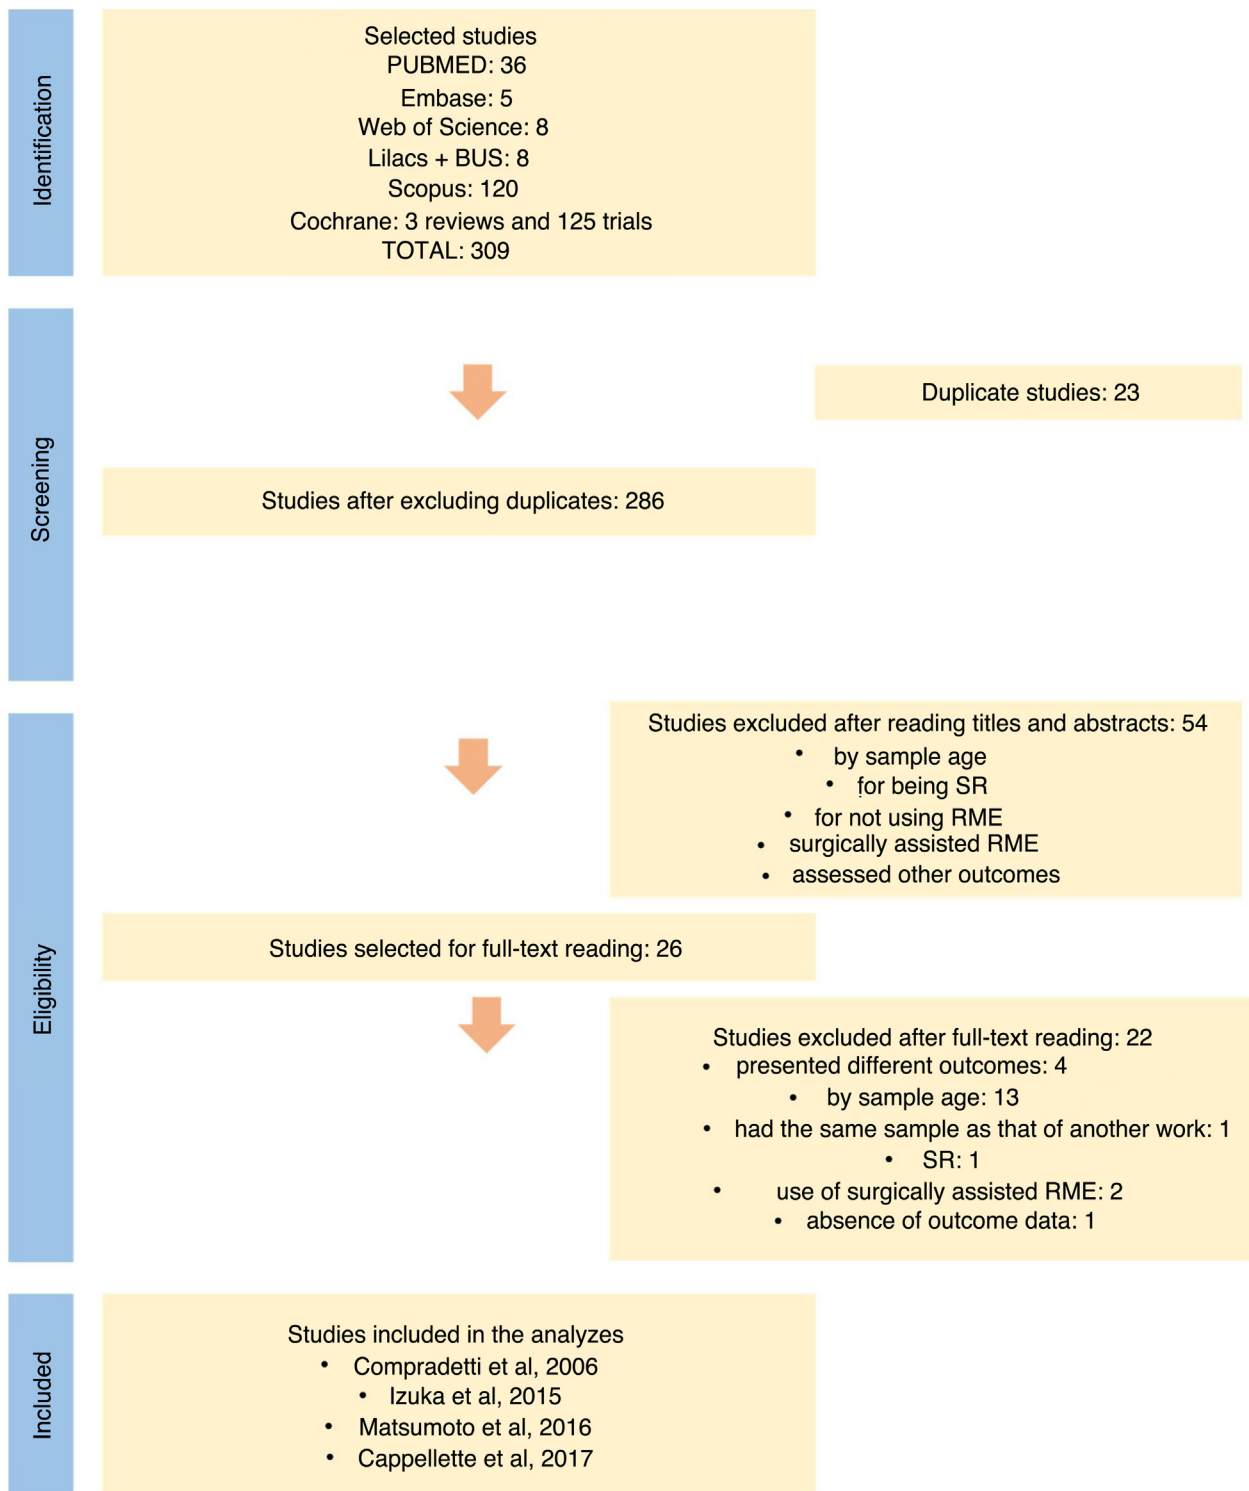 Identification
Selected studies
PUBMED: 36
Embase: 5
Web of Science: 8
Lilacs + BUS: 8
Scopus: 120
Cochrane: 3 reviews and 125 trials
TOTAL: 309
Screening
Duplicate studies: 23
Studies after excluding duplicates: 286
Eligibility
Studies excluded after reading titles and abstracts: 54
• by sample age
• for being SR
• for not using RME
• surgically assisted RME
• assessed other outcomes
Studies selected for full-text reading: 26
Studies excluded after full-text reading: 22
• presented different outcomes: 4
• by sample age: 13
• had the same sample as that of another work: 1
• SR: 1
• use of surgically assisted RME: 2
• absence of outcome data: 1
Included
Studies included in the analyzes
• Compradetti et al, 2006
• Izuka et al, 2015
• Matsumoto et al, 2016
• Cappellette et al, 2017